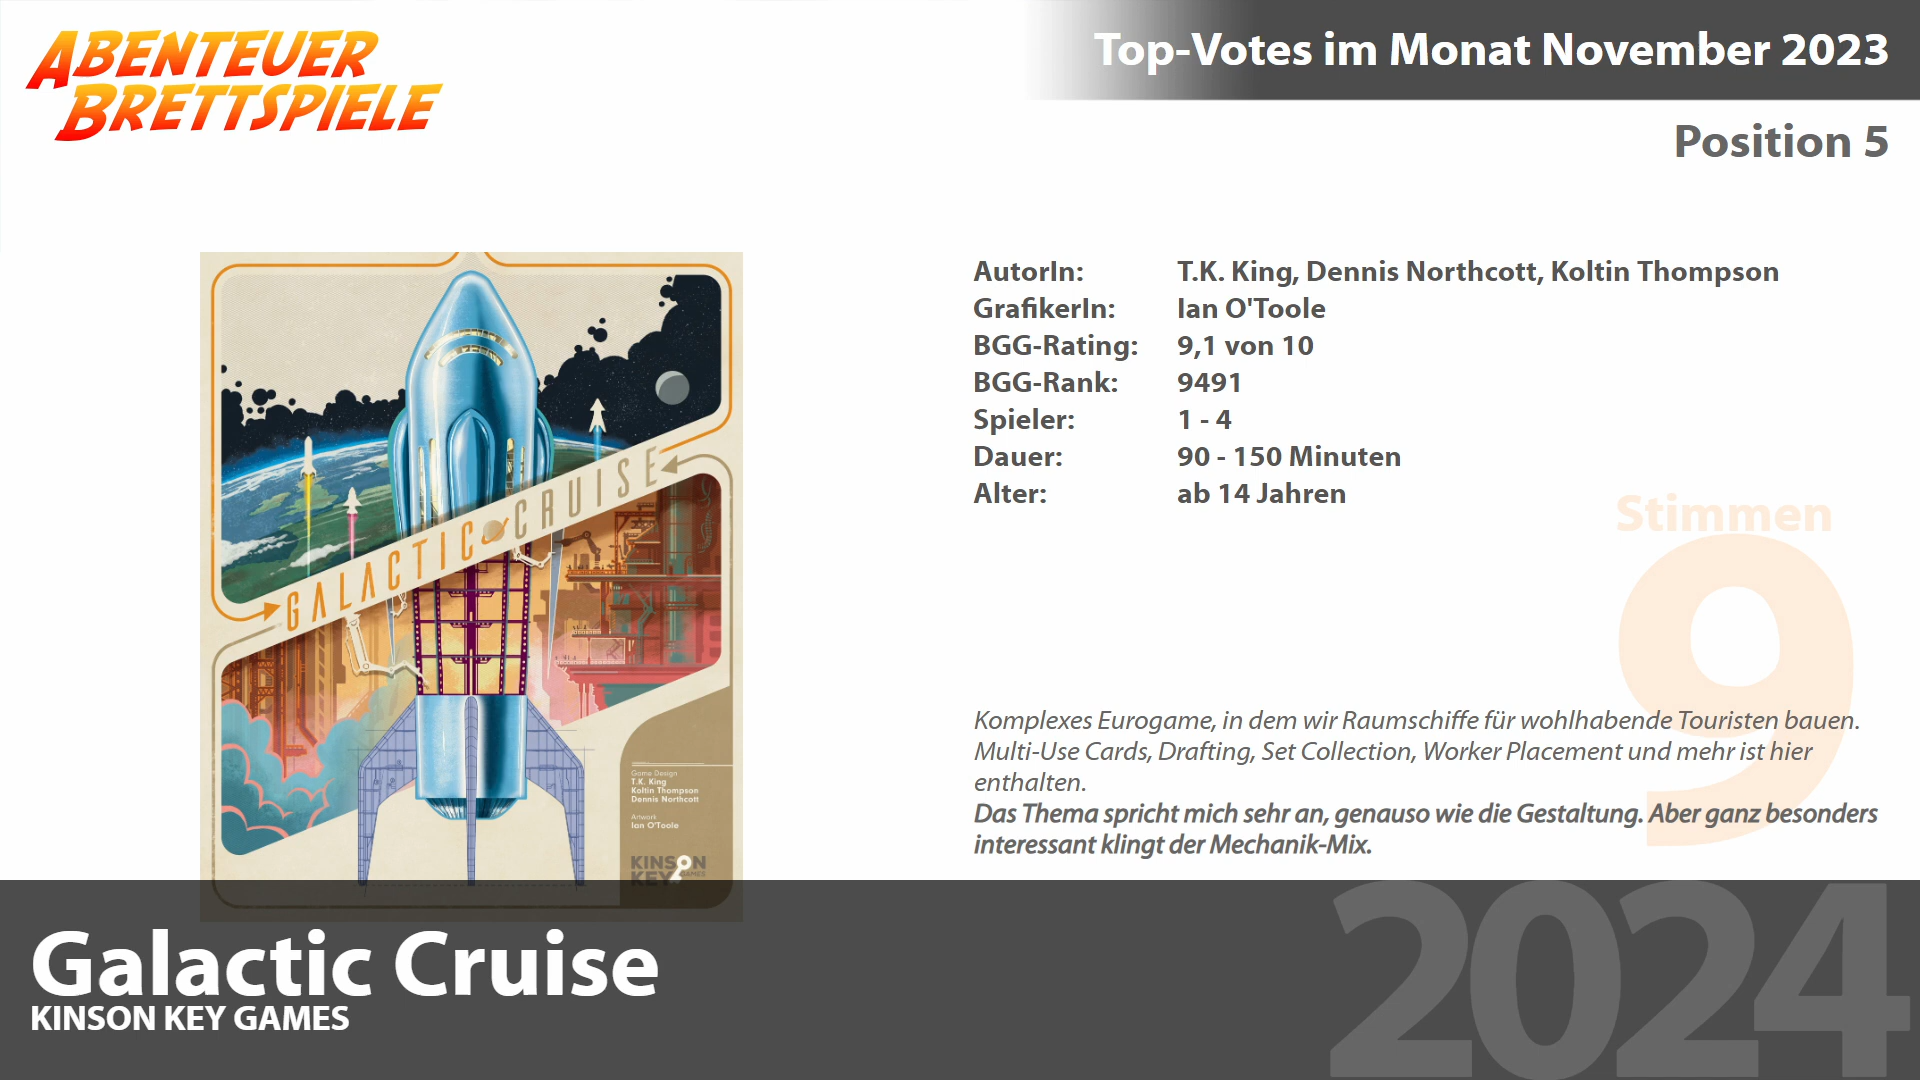 ABENTEUER
BRETTSPIELE
Top-Votes im Monat November 2023
Position 5
GALACTIC CRUISE
Game Design
T.K. King
Koltin Thompson
Dennis Northcott
Artwork
Ian O'Toole
KINSON
KEY GAMES
AutorIn: T.K. King, Dennis Northcott, Koltin Thompson
GrafikerIn: Ian O'Toole
BGG-Rating: 9,1 von 10
BGG-Rank: 9491
Spieler: 1 - 4
Dauer: 90 - 150 Minuten
Alter: ab 14 Jahren
Stimmen
9
Komplexes Eurogame, in dem wir Raumschiffe für wohlhabende Touristen bauen.
Multi-Use Cards, Drafting, Set Collection, Worker Placement und mehr ist hier
enthalten.
Das Thema spricht mich sehr an, genauso wie die Gestaltung. Aber ganz besonders
interessant klingt der Mechanik-Mix.
Galactic Cruise
KINSON KEY GAMES
2024